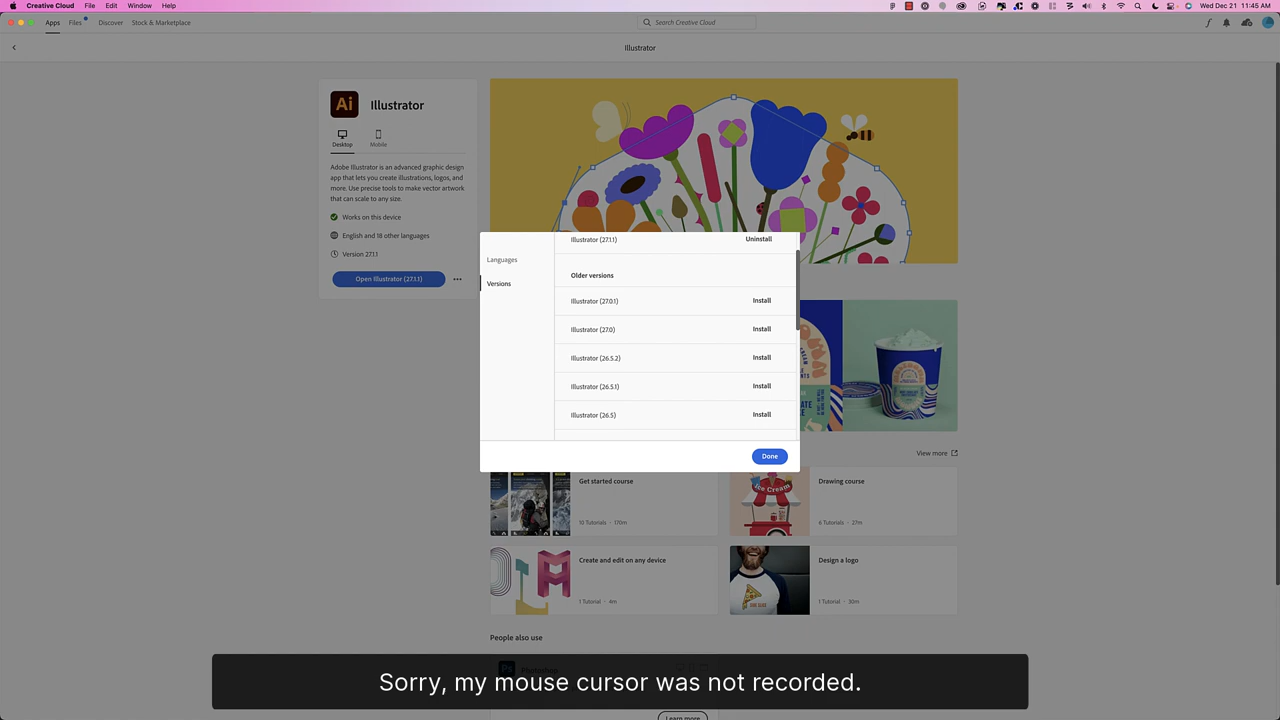 Creative Cloud File Edit Window Help
Wed Dec 21 11:45 AM
Apps Files Discover Stock & Marketplace
Search Creative Cloud
Illustrator
Ai Illustrator
Desktop Mobile
Adobe Illustrator is an advanced graphic design
app that lets you create illustrations, logos, and
more. Use precise tools to make vector artwork
that can scale to any size.
Works on this device
English and 18 other languages
Version 27.1.1
Open Illustrator (27.1.1)
Languages
Versions
Illustrator (27.1.1) Uninstall
Older versions
Illustrator (27.0.1) Install
Illustrator (27.0) Install
Illustrator (26.5.2) Install
Illustrator (26.5.1) Install
Illustrator (26.5) Install
Done
View more
Get started course
10 Tutorials · 170m
Ice Cream
Drawing course
6 Tutorials · 27m
Create and edit on any device
1 Tutorial · 4m
Design a logo
1 Tutorial · 30m
People also use
Ps Photoshop
Sorry, my mouse cursor was not recorded.
Learn more